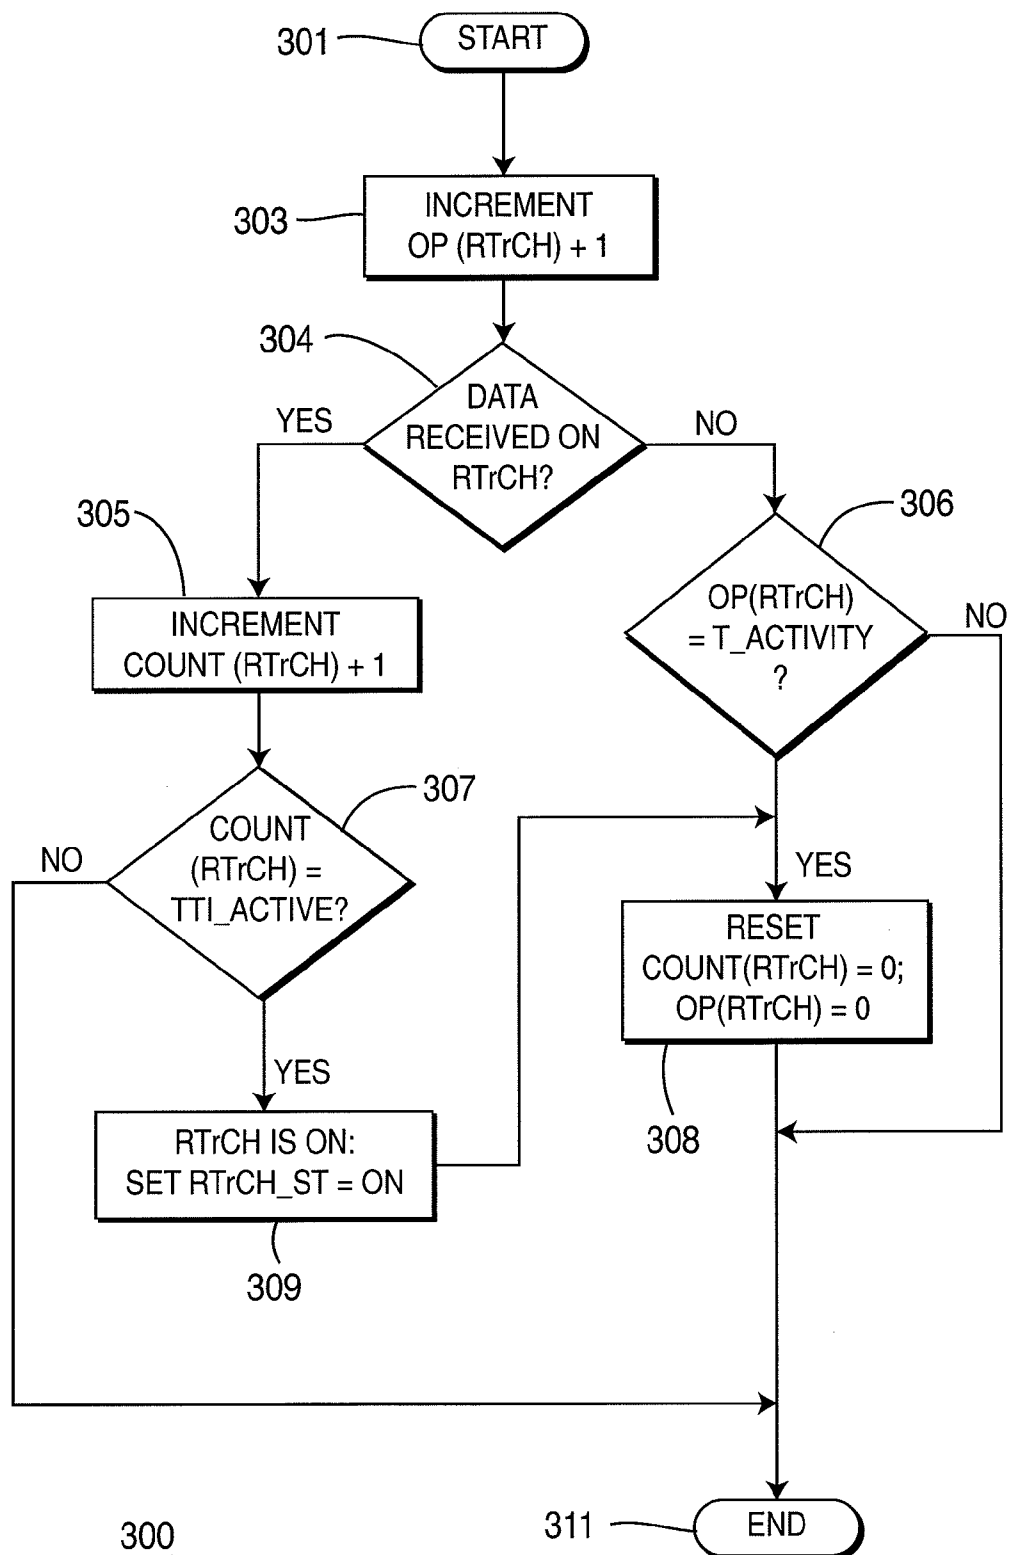 301
START
303
INCREMENT
OP (RTrCH) + 1
304
DATA
RECEIVED ON
RTrCH?
YES
NO
305
INCREMENT
COUNT (RTrCH) + 1
306
OP(RTrCH)
= T_ACTIVITY
?
NO
307
COUNT
(RTrCH) =
TTI_ACTIVE?
NO
YES
YES
RESET
COUNT(RTrCH) = 0;
OP(RTrCH) = 0
308
RTrCH IS ON:
SET RTrCH_ST = ON
309
300
311
END